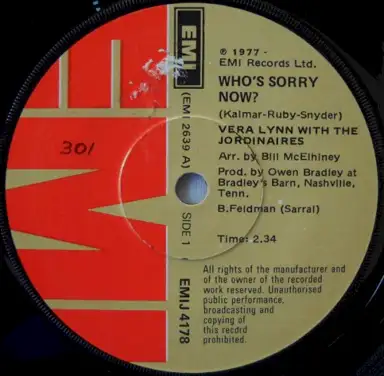 EMI
℗ 1977 -
EMI Records Ltd.
WHO'S SORRY
NOW?
(Kalmar-Ruby-Snyder)
VERA LYNN WITH THE
JORDINAIRES
Arr. by Bill McElhiney
Prod. by Owen Bradley at
Bradley's Barn, Nashville,
Tenn.
B.Feldman (Sarral)
Time: 2.34
All rights of the manufacturer and
of the owner of the recorded
work reserved. Unauthorised
public performance,
broadcasting and
copying of
this record
prohibited.
(EMI 2639 A)
SIDE 1
EMIJ 4178
301
EMI